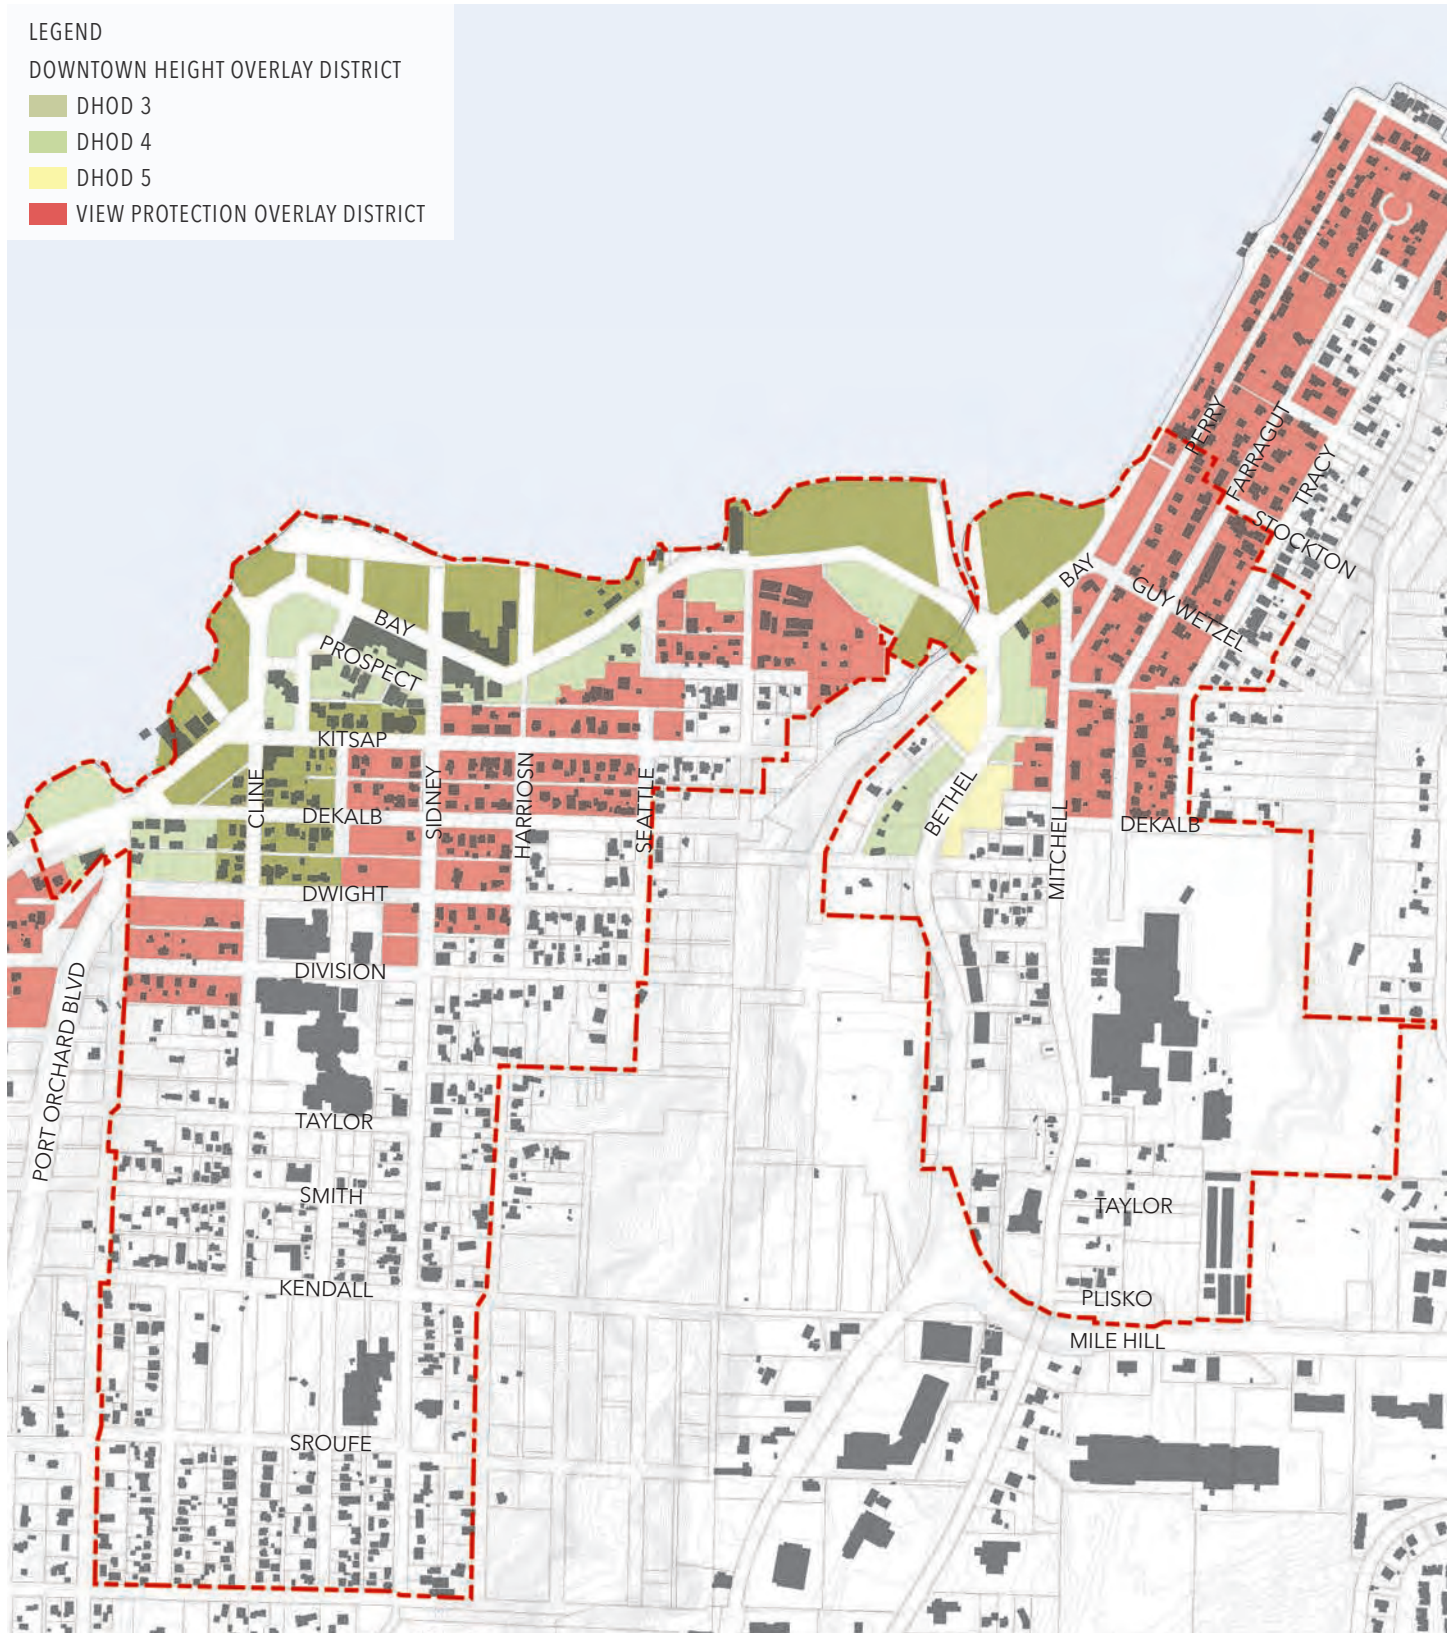 LEGEND
DOWNTOWN HEIGHT OVERLAY DISTRICT
DHOD 3
DHOD 4
DHOD 5
VIEW PROTECTION OVERLAY DISTRICT
PERRY
FARRAGUT
TRACY
STOCKTON
BAY
GUY WETZEL
BAY
PROSPECT
KITSAP
CLINE
SIDNEY
HARRIOSN
SEATTLE
DEKALB
BETHEL
MITCHELL
DEKALB
DWIGHT
DIVISION
PORT ORCHARD BLVD
TAYLOR
SMITH
TAYLOR
KENDALL
PLISKO
MILE HILL
SROUFE